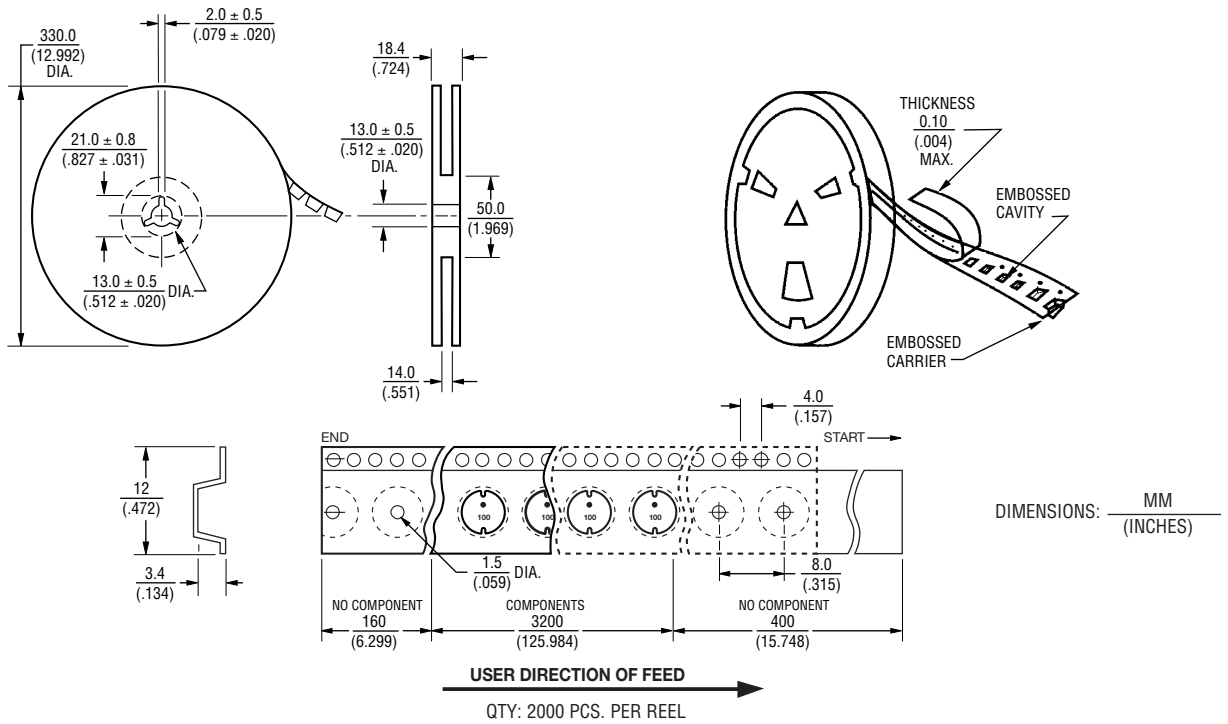 2.0 ± 0.5
(.079 ± .020)
330.0
(12.992)
DIA.
21.0 ± 0.8
(.827 ± .031)
13.0 ± 0.5
(.512 ± .020)
DIA.
18.4
(.724)
13.0 ± 0.5
(.512 ± .020)
DIA.
50.0
(1.969)
14.0
(.551)
THICKNESS
0.10
(.004)
MAX.
EMBOSSED
CAVITY
EMBOSSED
CARRIER
12
(.472)
3.4
(.134)
END
START
4.0
(.157)
100
100
100
100
1.5
(.059)
DIA.
8.0
(.315)
NO COMPONENT
160
(6.299)
COMPONENTS
3200
(125.984)
NO COMPONENT
400
(15.748)
DIMENSIONS:
MM
(INCHES)
USER DIRECTION OF FEED
QTY: 2000 PCS. PER REEL